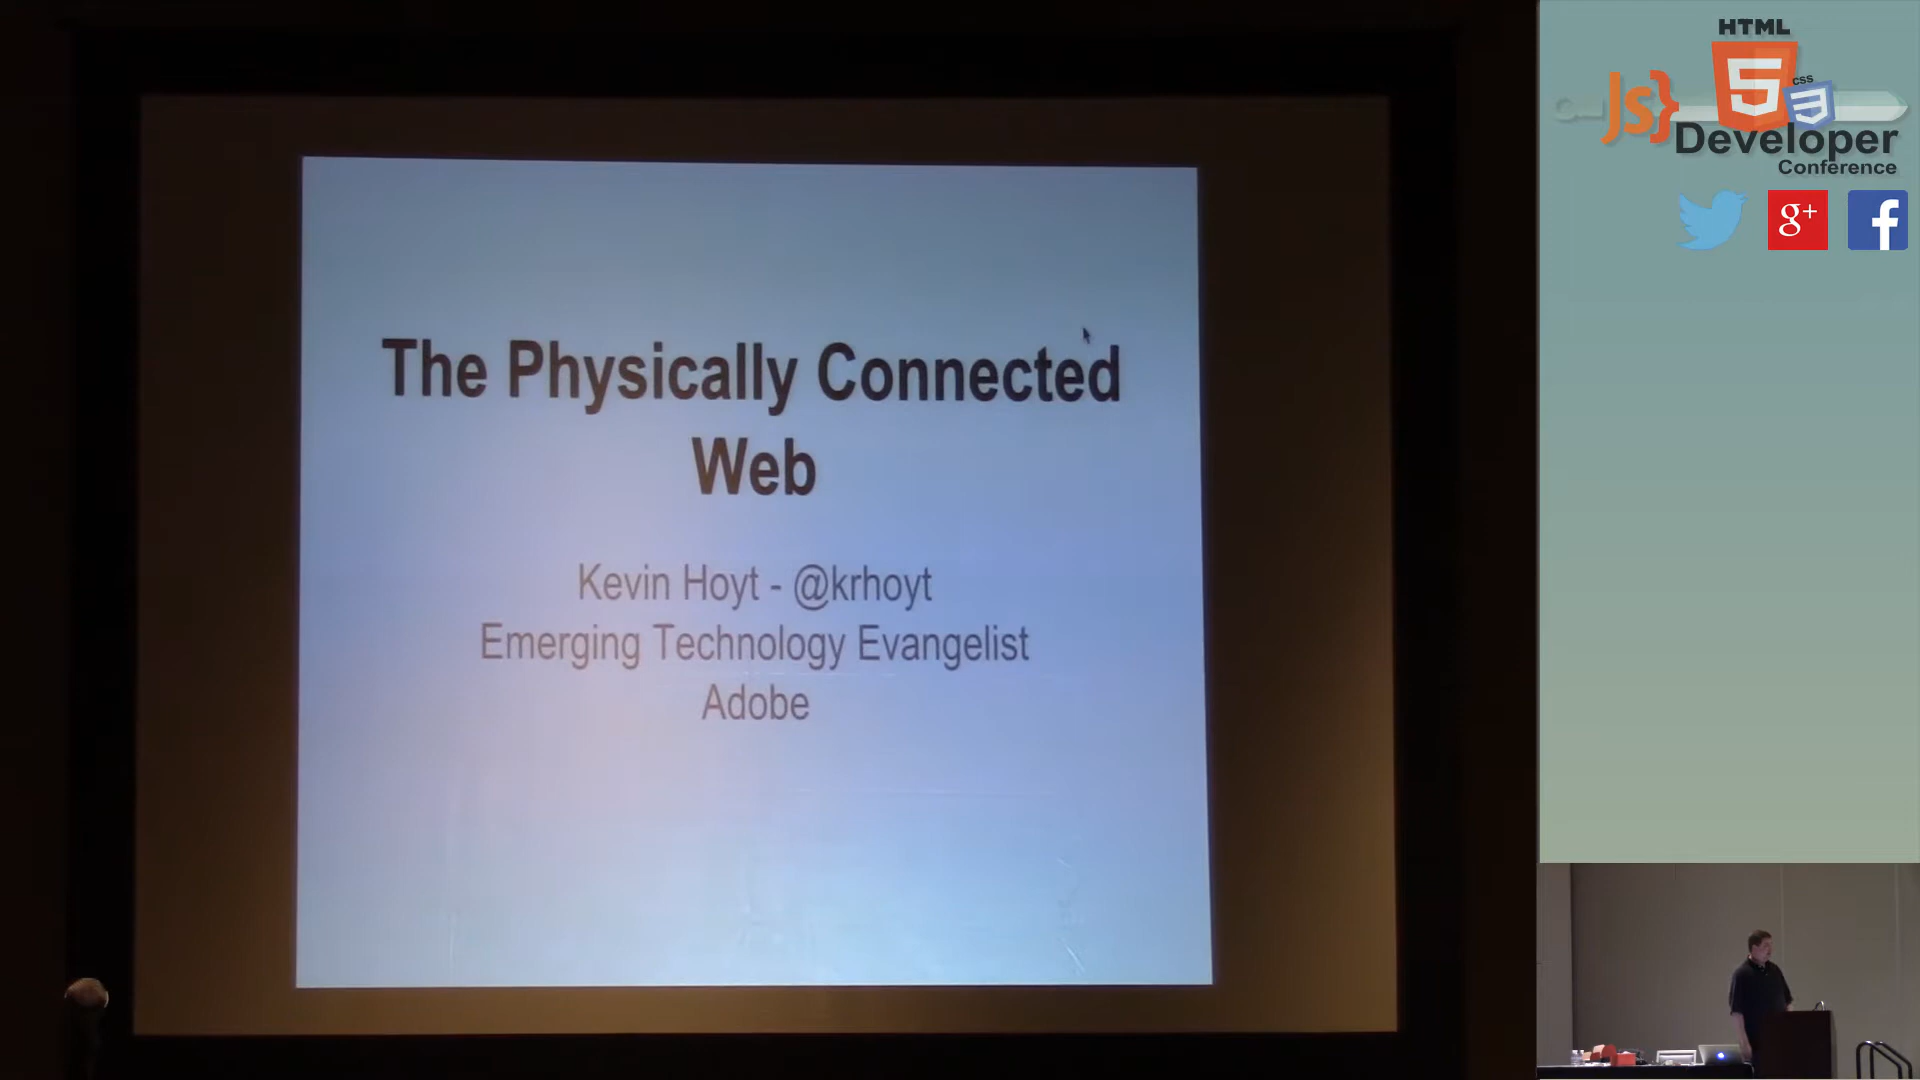 The Physically Connected
Web
Kevin Hoyt - @krhoyt
Emerging Technology Evangelist
Adobe
HTML
5
CSS
3
JS}
Developer
Conference
g+
f